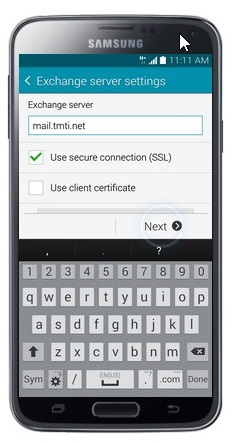 SAMSUNG
11:11 AM
Exchange server settings
Exchange server
mail.tmti.net
Use secure connection (SSL)
Use client certificate
Next
, . ?
1 2 3 4 5 6 7 8 9 0
q w e r t y u i o p
a s d f g h j k l
z x c v b n m
Sym / EN(US) .com Done